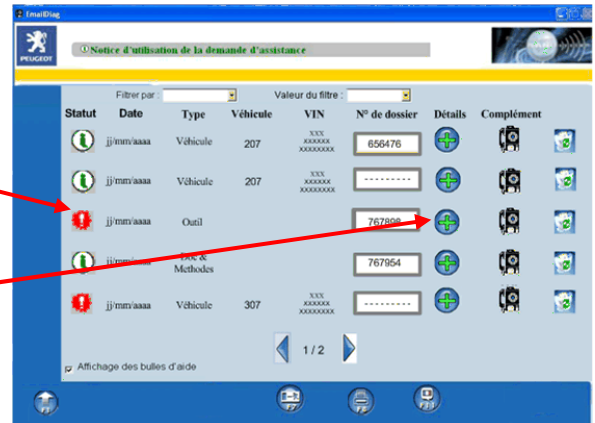 EmalDiag
PEUGEOT
Notice d'utilisation de la demande d'assistance
Filtrer par : Valeur du filtre :
Statut Date Type Véhicule VIN N° de dossier Détails Complément
jj/mm/aaaa Véhicule 207 xxx xxxxxx xxxxxxxx 656476
jj/mm/aaaa Véhicule 207 xxx xxxxxx xxxxxxxx ---------
jj/mm/aaaa Outil 767898
jj/mm/aaaa Doc & Methodes 767954
jj/mm/aaaa Véhicule 307 xxx xxxxxx xxxxxxxx ---------
1 / 2
Affichage des bulles d'aide